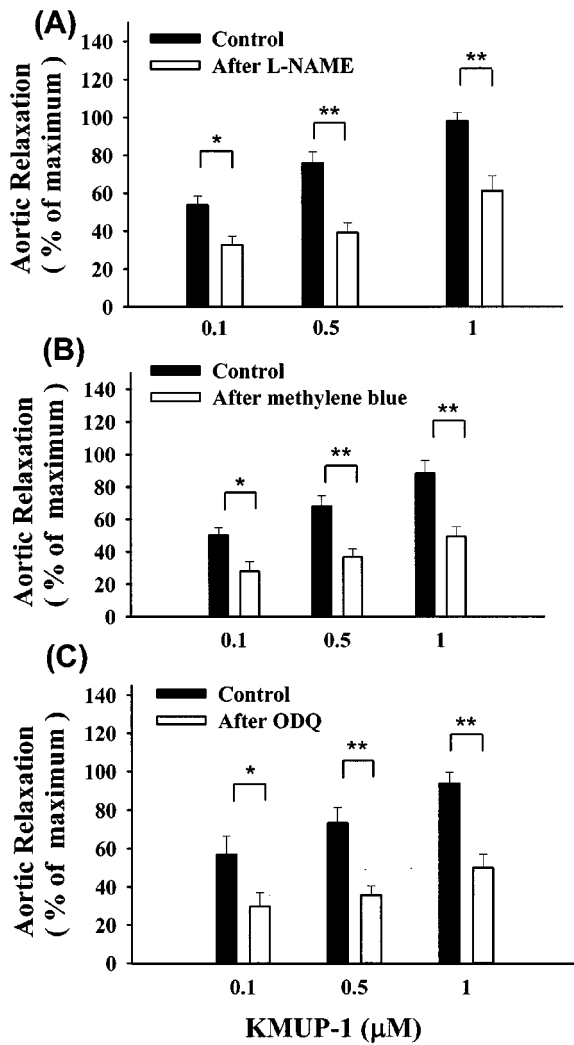 (A)
Control
After L-NAME
Aortic Relaxation
( % of maximum )
140
120
100
80
60
40
20
0
*
**
**
0.1 0.5 1
(B)
Control
After methylene blue
Aortic Relaxation
( % of maximum )
140
120
100
80
60
40
20
0
*
**
**
0.1 0.5 1
(C)
Control
After ODQ
Aortic Relaxation
( % of maximum )
140
120
100
80
60
40
20
0
*
**
**
0.1 0.5 1
KMUP-1 (μM)